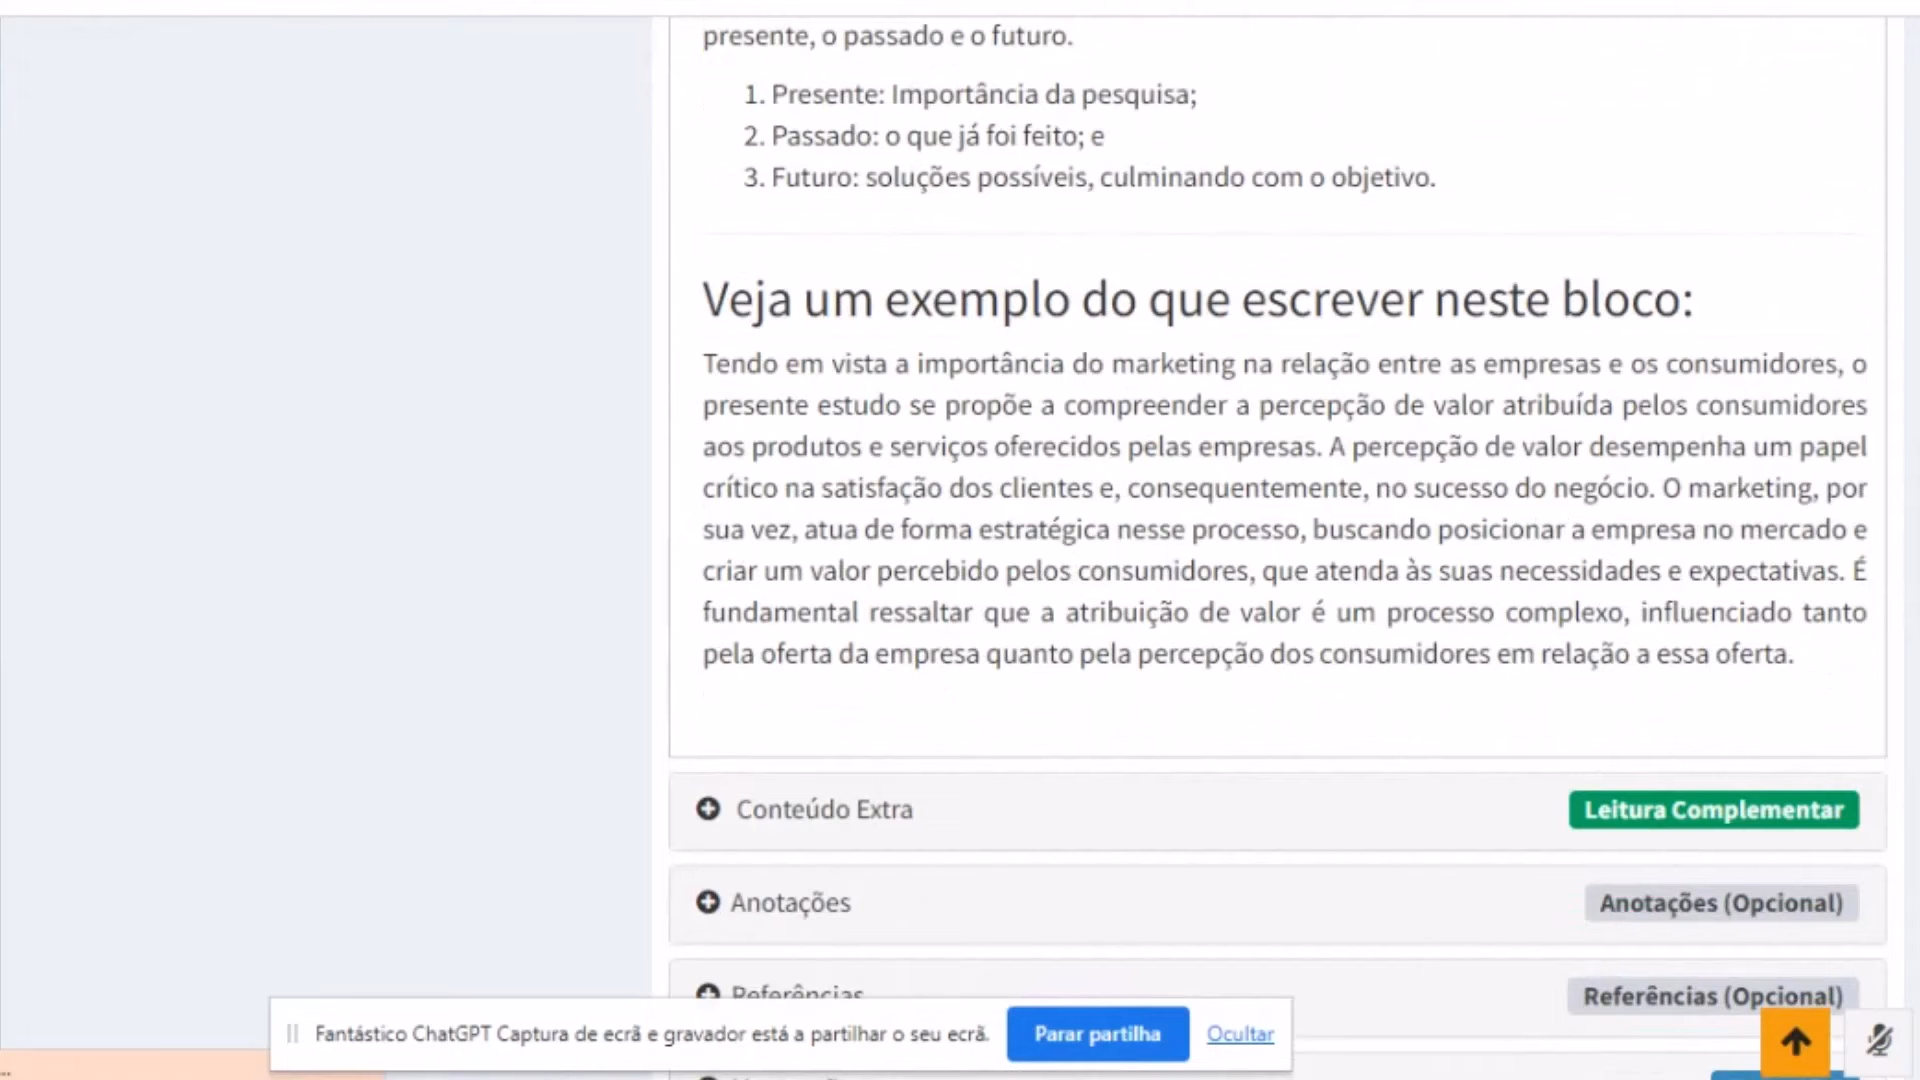 presente, o passado e o futuro.
1. Presente: Importância da pesquisa;
2. Passado: o que já foi feito; e
3. Futuro: soluções possíveis, culminando com o objetivo.
Veja um exemplo do que escrever neste bloco:
Tendo em vista a importância do marketing na relação entre as empresas e os consumidores, o
presente estudo se propõe a compreender a percepção de valor atribuída pelos consumidores
aos produtos e serviços oferecidos pelas empresas. A percepção de valor desempenha um papel
crítico na satisfação dos clientes e, consequentemente, no sucesso do negócio. O marketing, por
sua vez, atua de forma estratégica nesse processo, buscando posicionar a empresa no mercado e
criar um valor percebido pelos consumidores, que atenda às suas necessidades e expectativas. É
fundamental ressaltar que a atribuição de valor é um processo complexo, influenciado tanto
pela oferta da empresa quanto pela percepção dos consumidores em relação a essa oferta.
Conteúdo Extra Leitura Complementar
Anotações Anotações (Opcional)
Referências Referências (Opcional)
Fantástico ChatGPT Captura de ecrã e gravador está a partilhar o seu ecrã. Parar partilha Ocultar